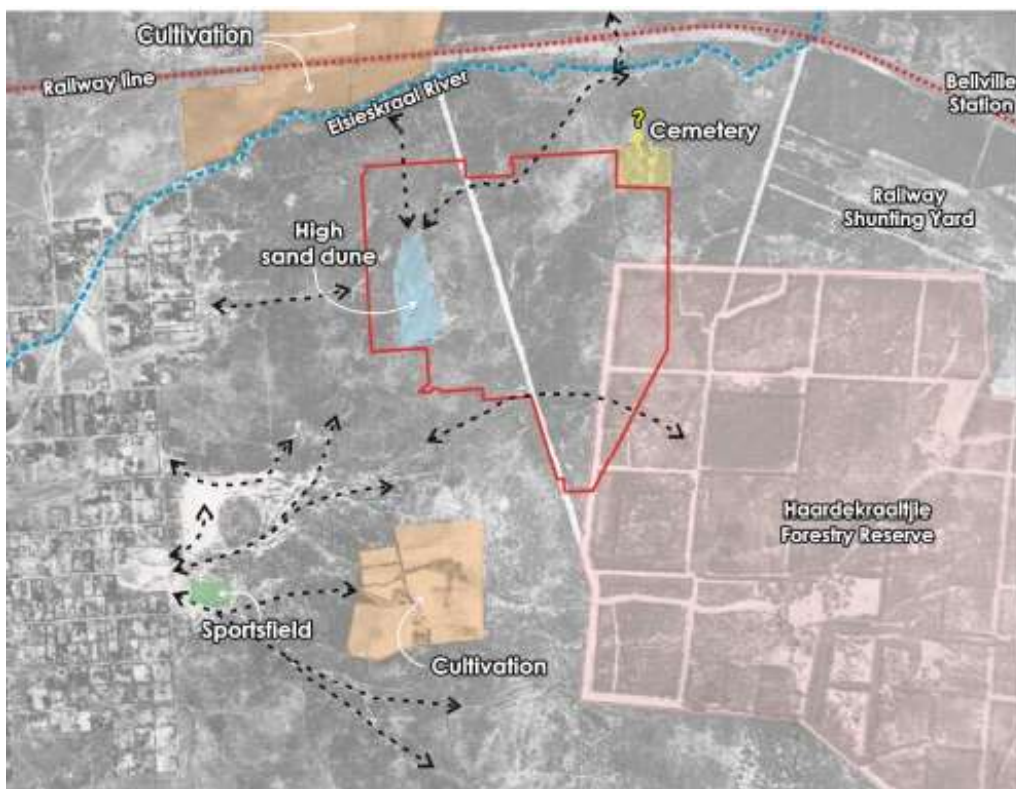 Cultivation
Railway line
Elsieskraal River
Bellville
Station
?
Cemetery
Railway
Shunting Yard
High
sand dune
Haardekraaltjie
Forestry Reserve
Sportsfield
Cultivation